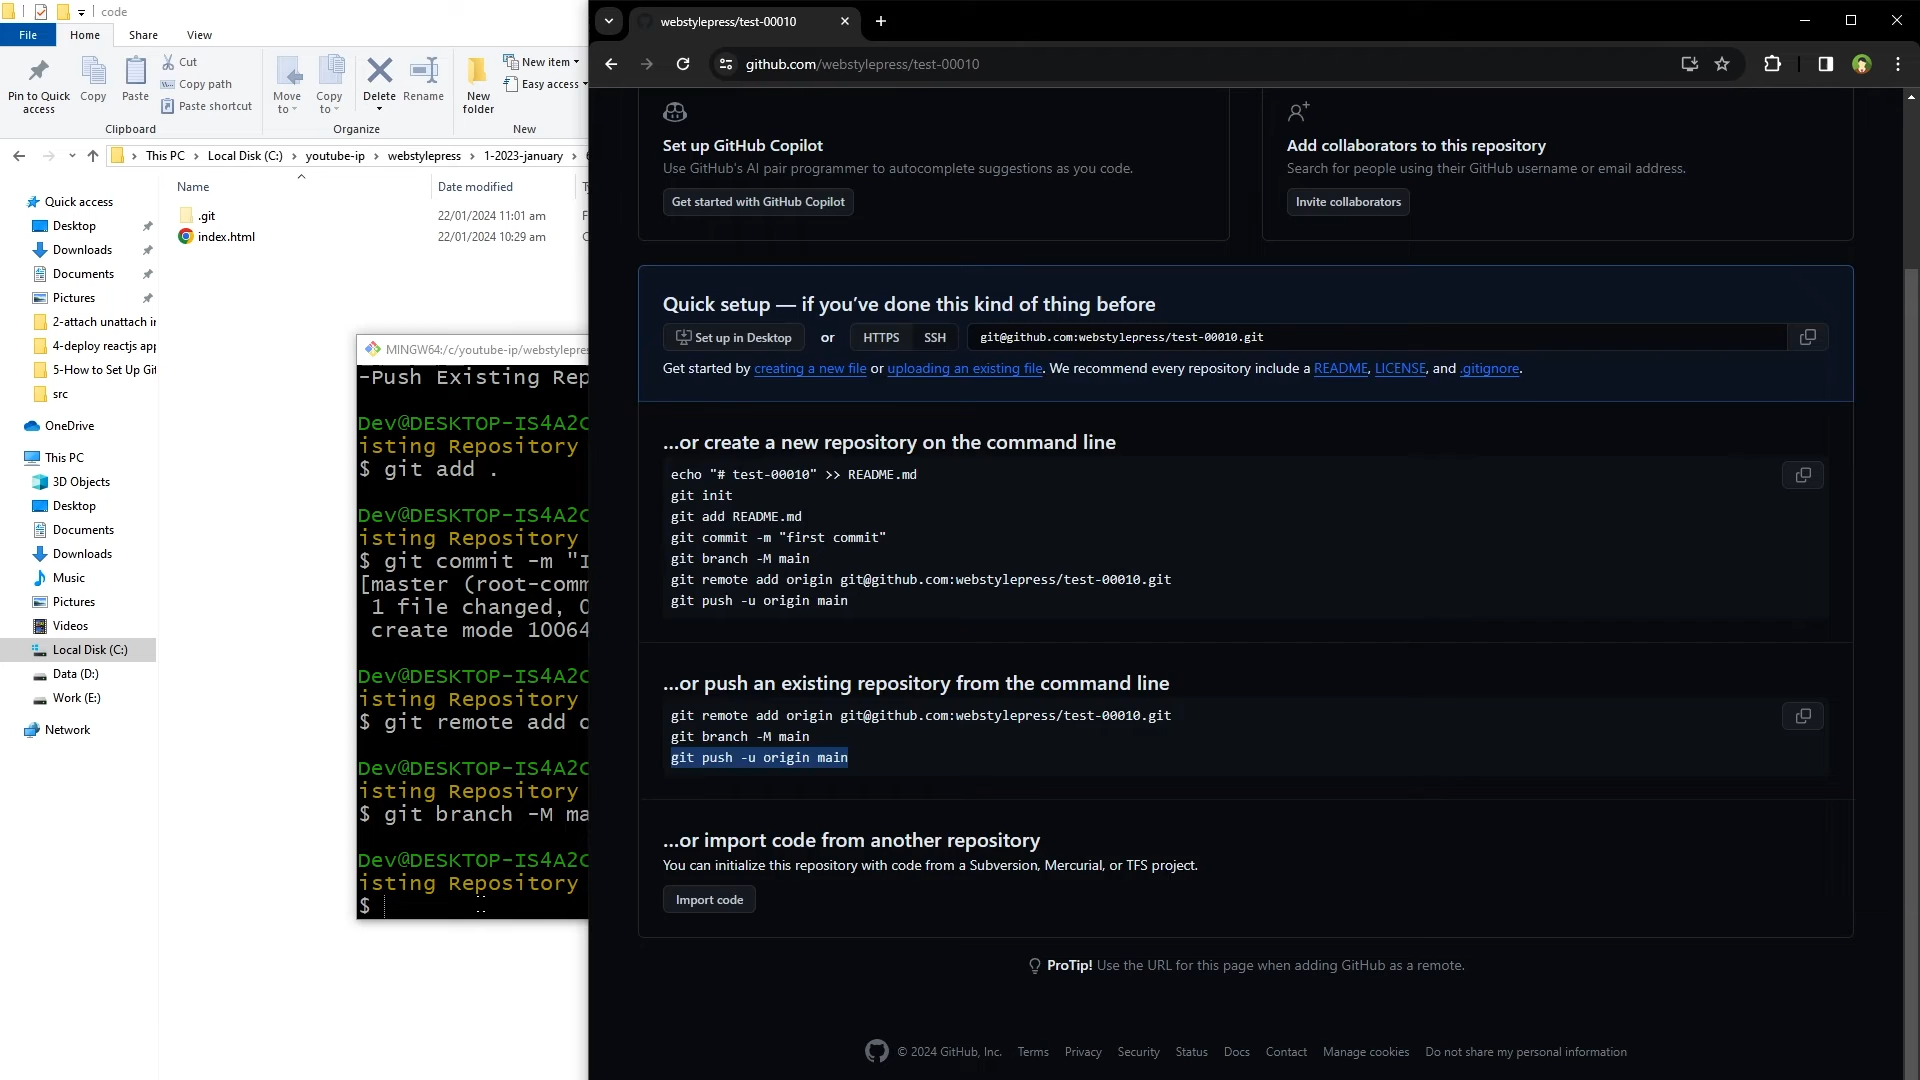 code
File
Home
Share
View
Pin to Quick
access
Copy
Paste
Cut
Copy path
Paste shortcut
Clipboard
Move
to
Copy
to
Delete
Rename
Organize
New
folder
New item
Easy access
New
This PC
Local Disk (C:)
youtube-ip
webstylepress
1-2023-january
Name
Date modified
.git
22/01/2024 11:01 am
index.html
22/01/2024 10:29 am
Quick access
Desktop
Downloads
Documents
Pictures
2-attach unattach
4-deploy reactjs
5-How to Set Up
src
OneDrive
This PC
3D Objects
Desktop
Documents
Downloads
Music
Pictures
Videos
Local Disk (C:)
Data (D:)
Work (E:)
Network
MINGW64:/c/youtube-ip/webstylepres
-Push Existing Rep
Dev@DESKTOP-IS4A2C
isting Repository
$ git add .
Dev@DESKTOP-IS4A2C
isting Repository
$ git commit -m "I
[master (root-comm
1 file changed, 0
create mode 10064
Dev@DESKTOP-IS4A2C
isting Repository
$ git remote add o
Dev@DESKTOP-IS4A2C
isting Repository
$ git branch -M ma
Dev@DESKTOP-IS4A2C
isting Repository
$
webstylepress/test-00010
github.com/webstylepress/test-00010
Set up GitHub Copilot
Use GitHub's AI pair programmer to autocomplete suggestions as you code.
Get started with GitHub Copilot
Add collaborators to this repository
Search for people using their GitHub username or email address.
Invite collaborators
Quick setup — if you’ve done this kind of thing before
Set up in Desktop or HTTPS SSH git@github.com:webstylepress/test-00010.git
Get started by creating a new file or uploading an existing file. We recommend every repository include a README, LICENSE, and .gitignore.
…or create a new repository on the command line
echo "# test-00010" >> README.md
git init
git add README.md
git commit -m "first commit"
git branch -M main
git remote add origin git@github.com:webstylepress/test-00010.git
git push -u origin main
…or push an existing repository from the command line
git remote add origin git@github.com:webstylepress/test-00010.git
git branch -M main
git push -u origin main
…or import code from another repository
You can initialize this repository with code from a Subversion, Mercurial, or TFS project.
Import code
ProTip! Use the URL for this page when adding GitHub as a remote.
© 2024 GitHub, Inc. Terms Privacy Security Status Docs Contact Manage cookies Do not share my personal information